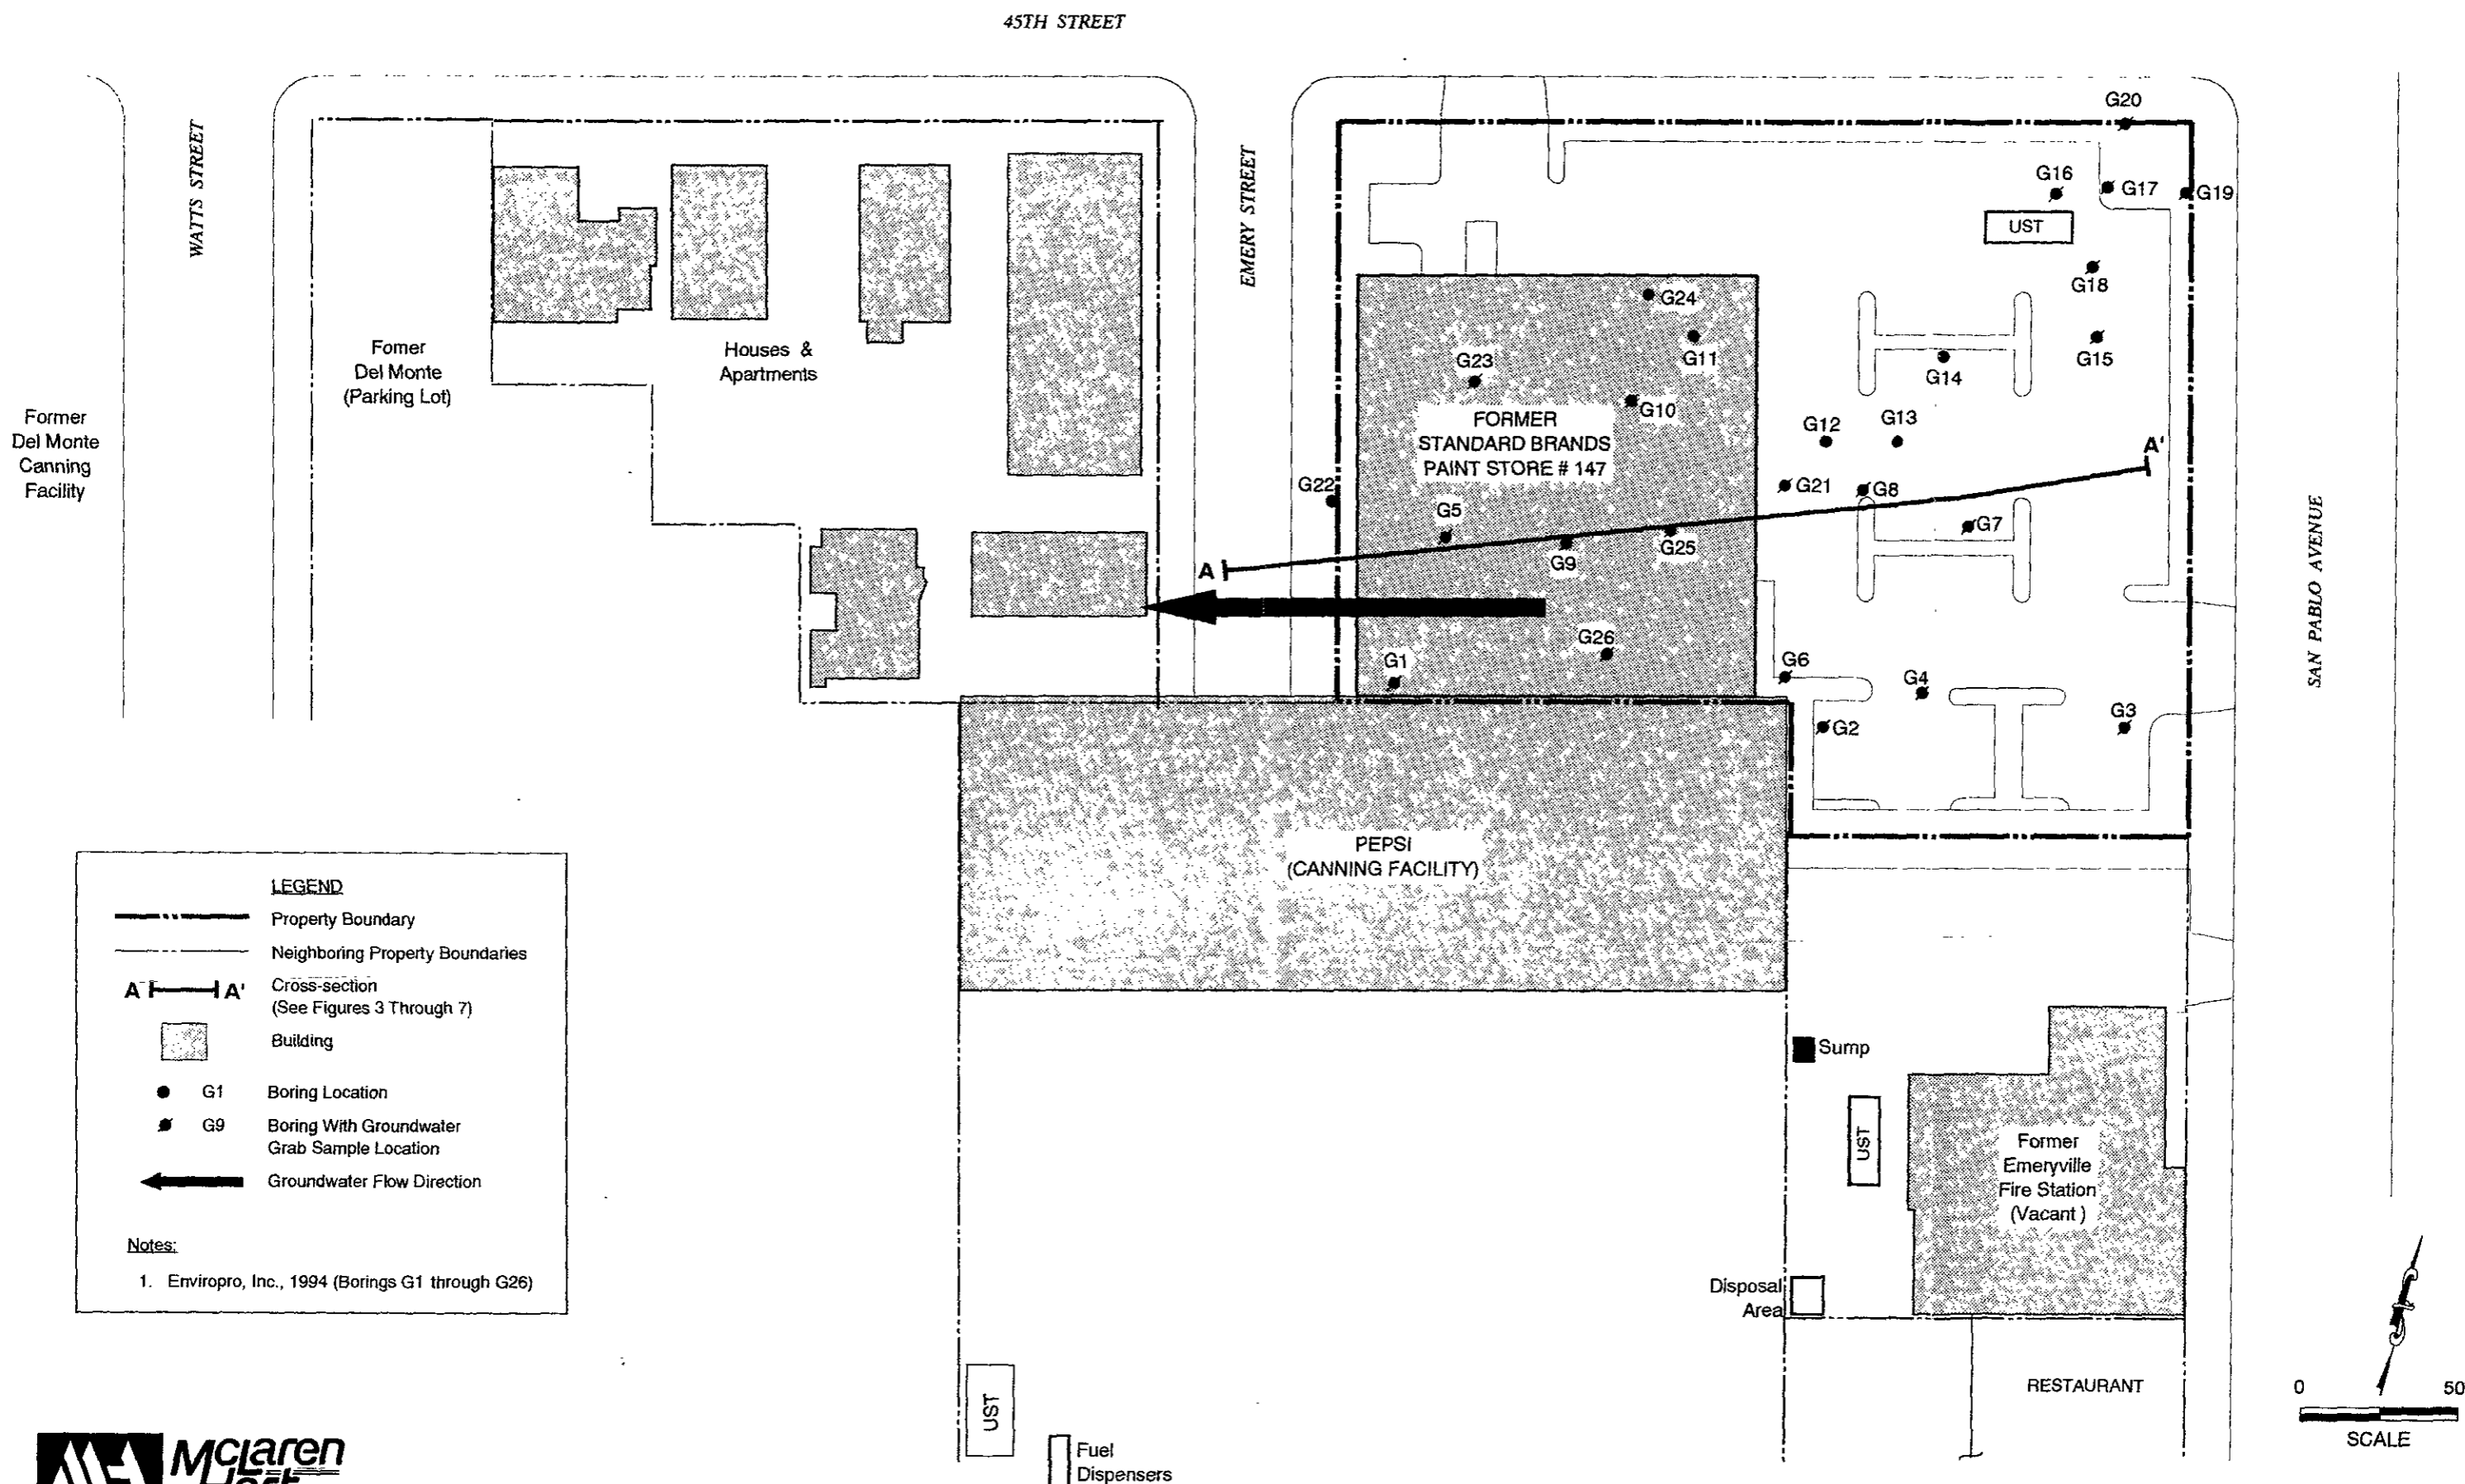 45TH STREET
WATTS STREET
EMERY STREET
SAN PABLO AVENUE
G20
G16
G17
G19
UST
G18
G15
G14
G24
G11
G23
G10
FORMER
STANDARD BRANDS
PAINT STORE # 147
G12
G13
A'
G21
G8
G7
G22
G5
G9
G25
A
G26
G1
G6
G4
G2
G3
Fomer
Del Monte
(Parking Lot)
Houses &
Apartments
Former
Del Monte
Canning
Facility
PEPSI
(CANNING FACILITY)
LEGEND
Property Boundary
Neighboring Property Boundaries
A A' Cross-section
(See Figures 3 Through 7)
Building
G1 Boring Location
G9 Boring With Groundwater
Grab Sample Location
Groundwater Flow Direction
Notes:
1. Enviropro, Inc., 1994 (Borings G1 through G26)
Sump
UST
Former
Emeryville
Fire Station
(Vacant )
Disposal
Area
RESTAURANT
0 50
SCALE
UST
Fuel
Dispensers
McLaren
Hart